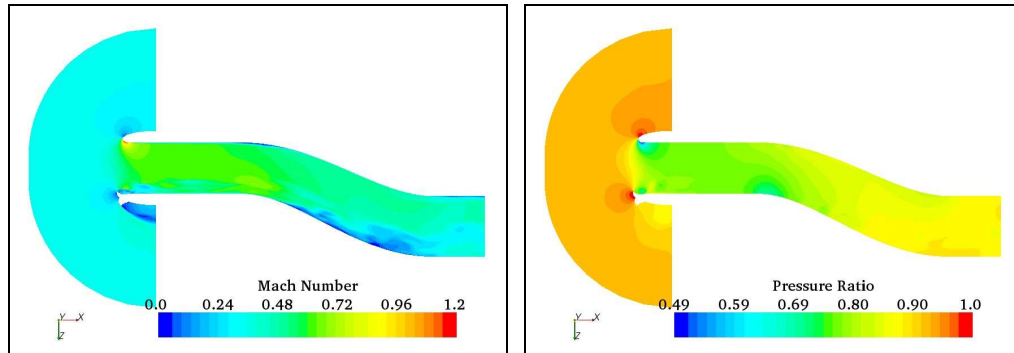 Mach Number
0.0 0.24 0.48 0.72 0.96 1.2
Y X
Z
Pressure Ratio
0.49 0.59 0.69 0.80 0.90 1.0
Y X
Z